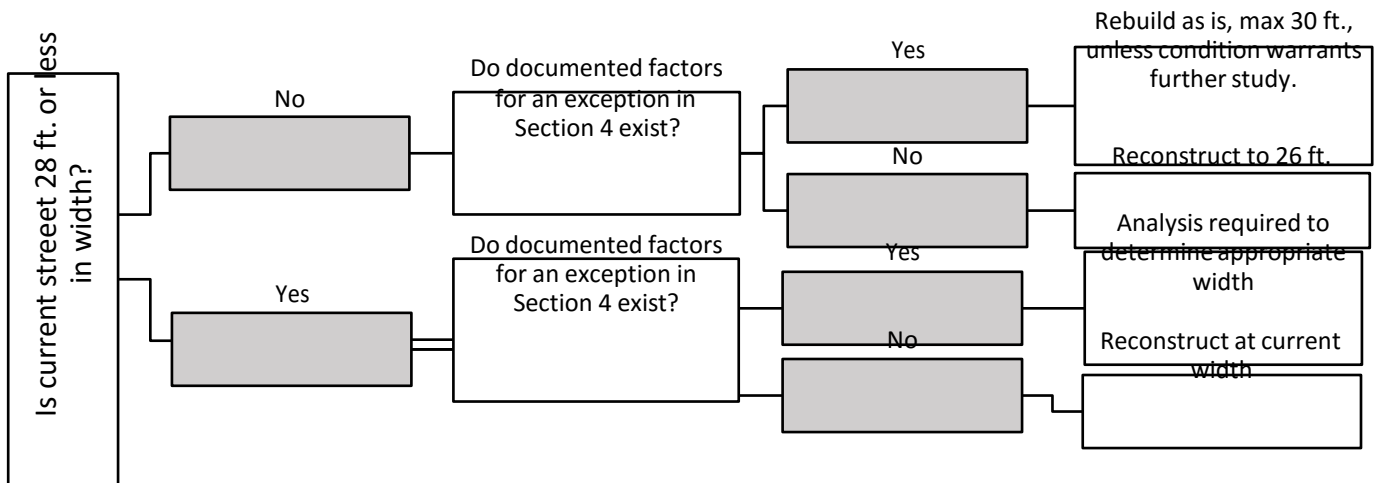 Is current streeet 28 ft. or less
in width?
No
Do documented factors
for an exception in
Section 4 exist?
Yes
Rebuild as is, max 30 ft.,
unless condition warrants
further study.
No
Reconstruct to 26 ft.
Yes
Do documented factors
for an exception in
Section 4 exist?
Yes
Analysis required to
determine appropriate
width
No
Reconstruct at current
width